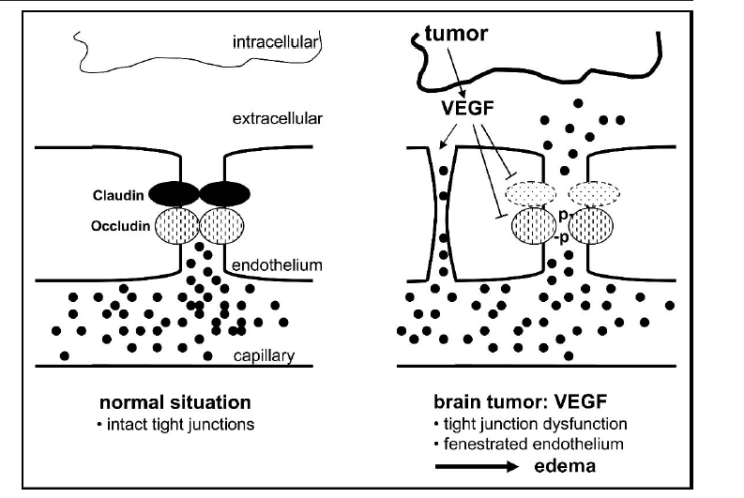 intracellular
extracellular
Claudin
Occludin
endothelium
capillary
normal situation
• intact tight junctions
tumor
VEGF
p-
-p
brain tumor: VEGF
• tight junction dysfunction
• fenestrated endothelium
edema